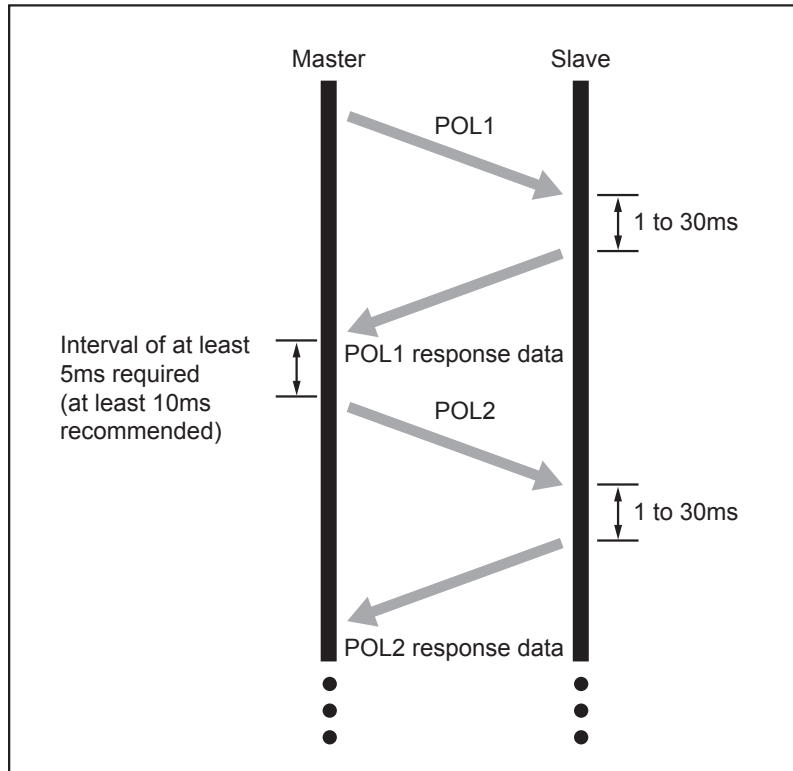 Master
Slave
POL1
1 to 30ms
POL1 response data
Interval of at least
5ms required
(at least 10ms
recommended)
POL2
1 to 30ms
POL2 response data